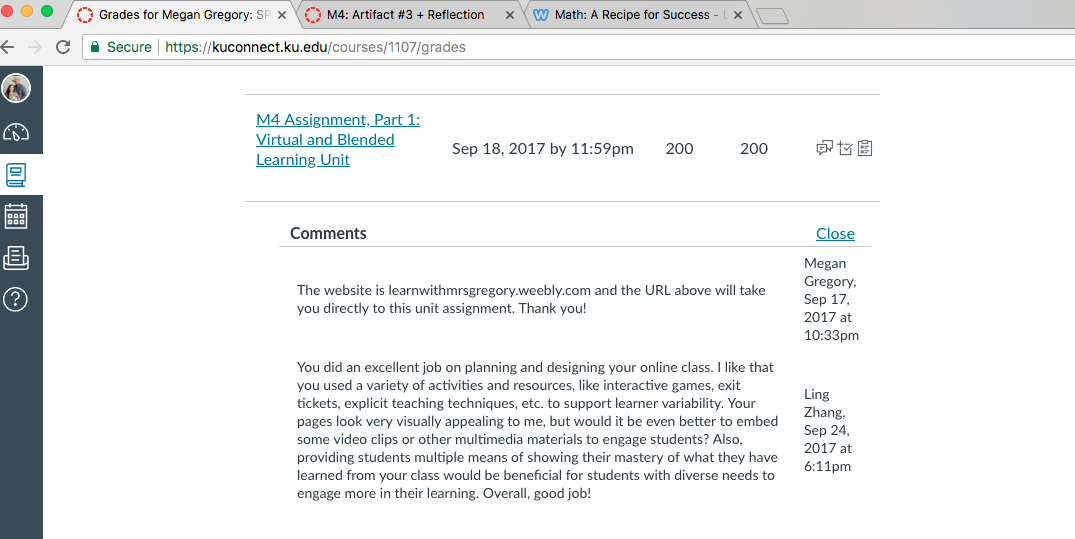 Grades for Megan Gregory: SP
M4: Artifact #3 + Reflection
Math: A Recipe for Success -
Secure
https://kuconnect.ku.edu/courses/1107/grades
M4 Assignment, Part 1:
Virtual and Blended
Learning Unit
Sep 18, 2017 by 11:59pm
200
200
Comments
Close
The website is learnwithmrsgregory.weebly.com and the URL above will take
you directly to this unit assignment. Thank you!
Megan
Gregory,
Sep 17,
2017 at
10:33pm
You did an excellent job on planning and designing your online class. I like that
you used a variety of activities and resources, like interactive games, exit
tickets, explicit teaching techniques, etc. to support learner variability. Your
pages look very visually appealing to me, but would it be even better to embed
some video clips or other multimedia materials to engage students? Also,
providing students multiple means of showing their mastery of what they have
learned from your class would be beneficial for students with diverse needs to
engage more in their learning. Overall, good job!
Ling
Zhang,
Sep 24,
2017 at
6:11pm